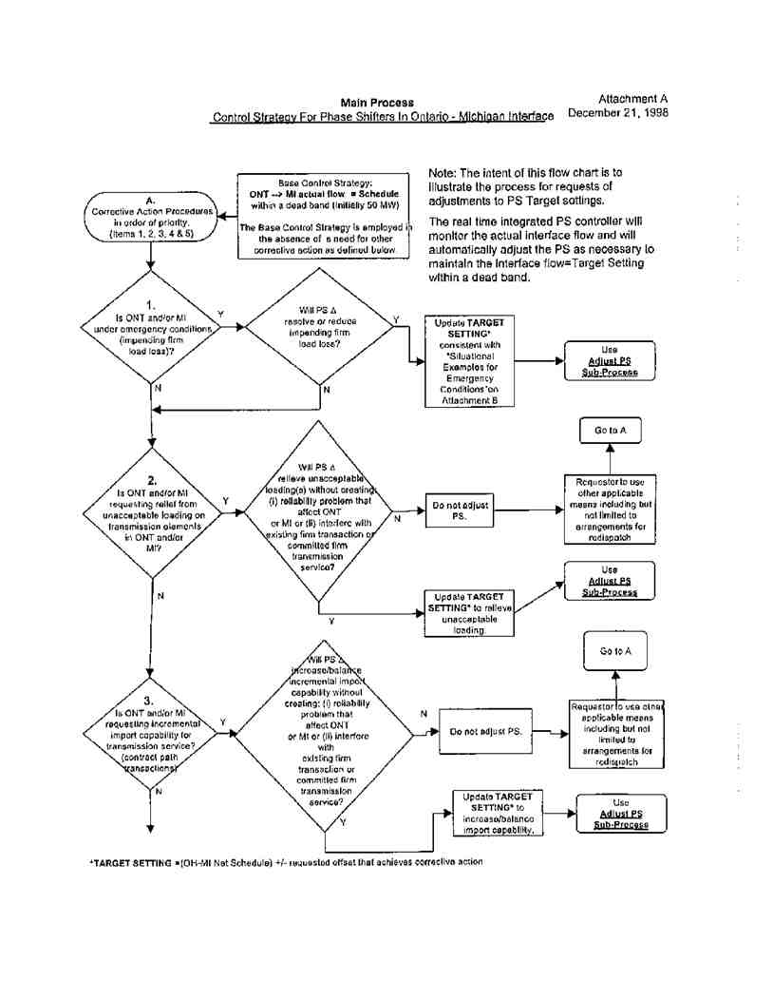 Attachment A
Main Process
Control Strategy For Phase Shifters In Ontario - Michigan Interface
December 21, 1998
Note: The intent of this flow chart is to
illustrate the process for requests of
adjustments to PS Target settings.
The real time integrated PS controller will
monitor the actual interface flow and will
automatically adjust the PS as necessary to
maintain the Interface flow=Target Setting
within a dead band.
Base Control Strategy:
ONT --> MI actual flow = Schedule
within a dead band (Initially 50 MW)
The Base Control Strategy is employed in
the absence of a need for other
corrective action as defined below.
A.
Corrective Action Procedures
in order of priority.
(Items 1, 2, 3, 4 & 5)
1.
Is ONT and/or MI
under emergency conditions
(impending firm
load loss)?
Y
N
Will PS Δ
resolve or reduce
impending firm
load loss?
Y
N
Update TARGET
SETTING*
consistent with
"Situational
Examples for
Emergency
Conditions" on
Attachment B
Use
Adjust PS
Sub-Process
2.
Is ONT and/or MI
requesting relief from
unacceptable loading on
transmission elements
in ONT and/or
MI?
Y
N
Will PS Δ
relieve unacceptable
loading(s) without creating:
(i) reliability problem that
affect ONT
or MI or (ii) interfere with
existing firm transaction or
committed firm
transmission
service?
N
Y
Do not adjust
PS.
Requestor to use
other applicable
means including but
not limited to
arrangements for
redispatch
Go to A
Update TARGET
SETTING* to relieve
unacceptable
loading.
Use
Adjust PS
Sub-Process
3.
Is ONT and/or MI
requesting incremental
import capability for
transmission service?
(contract path
transactions)
Y
N
Will PS Δ
increase/balance
incremental import
capability without
creating: (i) reliability
problem that
affect ONT
or MI or (ii) interfere
with
existing firm
transaction or
committed firm
transmission
service?
N
Y
Do not adjust PS.
Requestor to use other
applicable means
including but not
limited to
arrangements for
redispatch
Go to A
Update TARGET
SETTING* to
increase/balance
import capability.
Use
Adjust PS
Sub-Process
*TARGET SETTING =(OH-MI Net Schedule) +/- requested offset that achieves corrective action